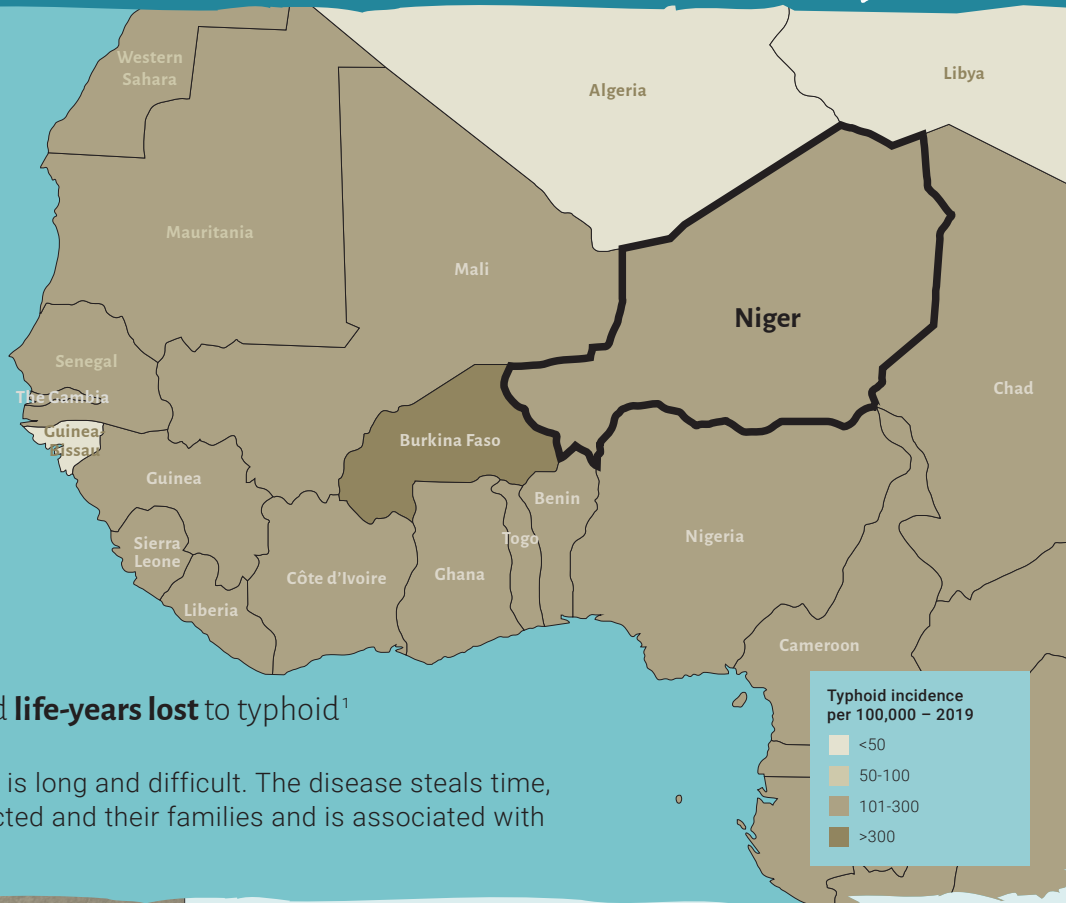 Western
Sahara
Algeria
Libya
Mauritania
Mali
Niger
Senegal
Chad
The Gambia
Guinea
Bissau
Burkina Faso
Guinea
Benin
Nigeria
Togo
Sierra
Leone
Côte d'Ivoire
Ghana
Liberia
Cameroon
life-years lost to typhoid¹
is long and difficult. The disease steals time,
and their families and is associated with
Typhoid incidence
per 100,000 – 2019
<50
50-100
101-300
>300